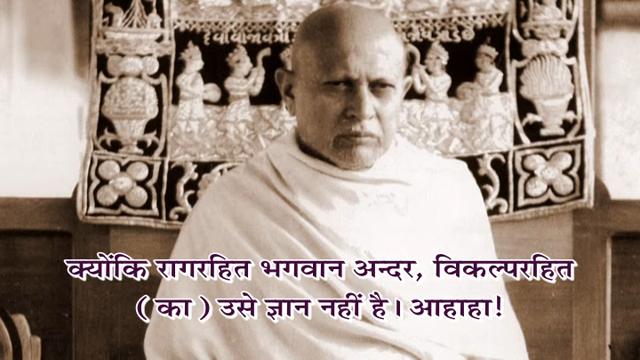 क्योंकि रागरहित भगवान अन्दर, विकल्परहित
( का ) उसे ज्ञान नहीं है। आहाहा!